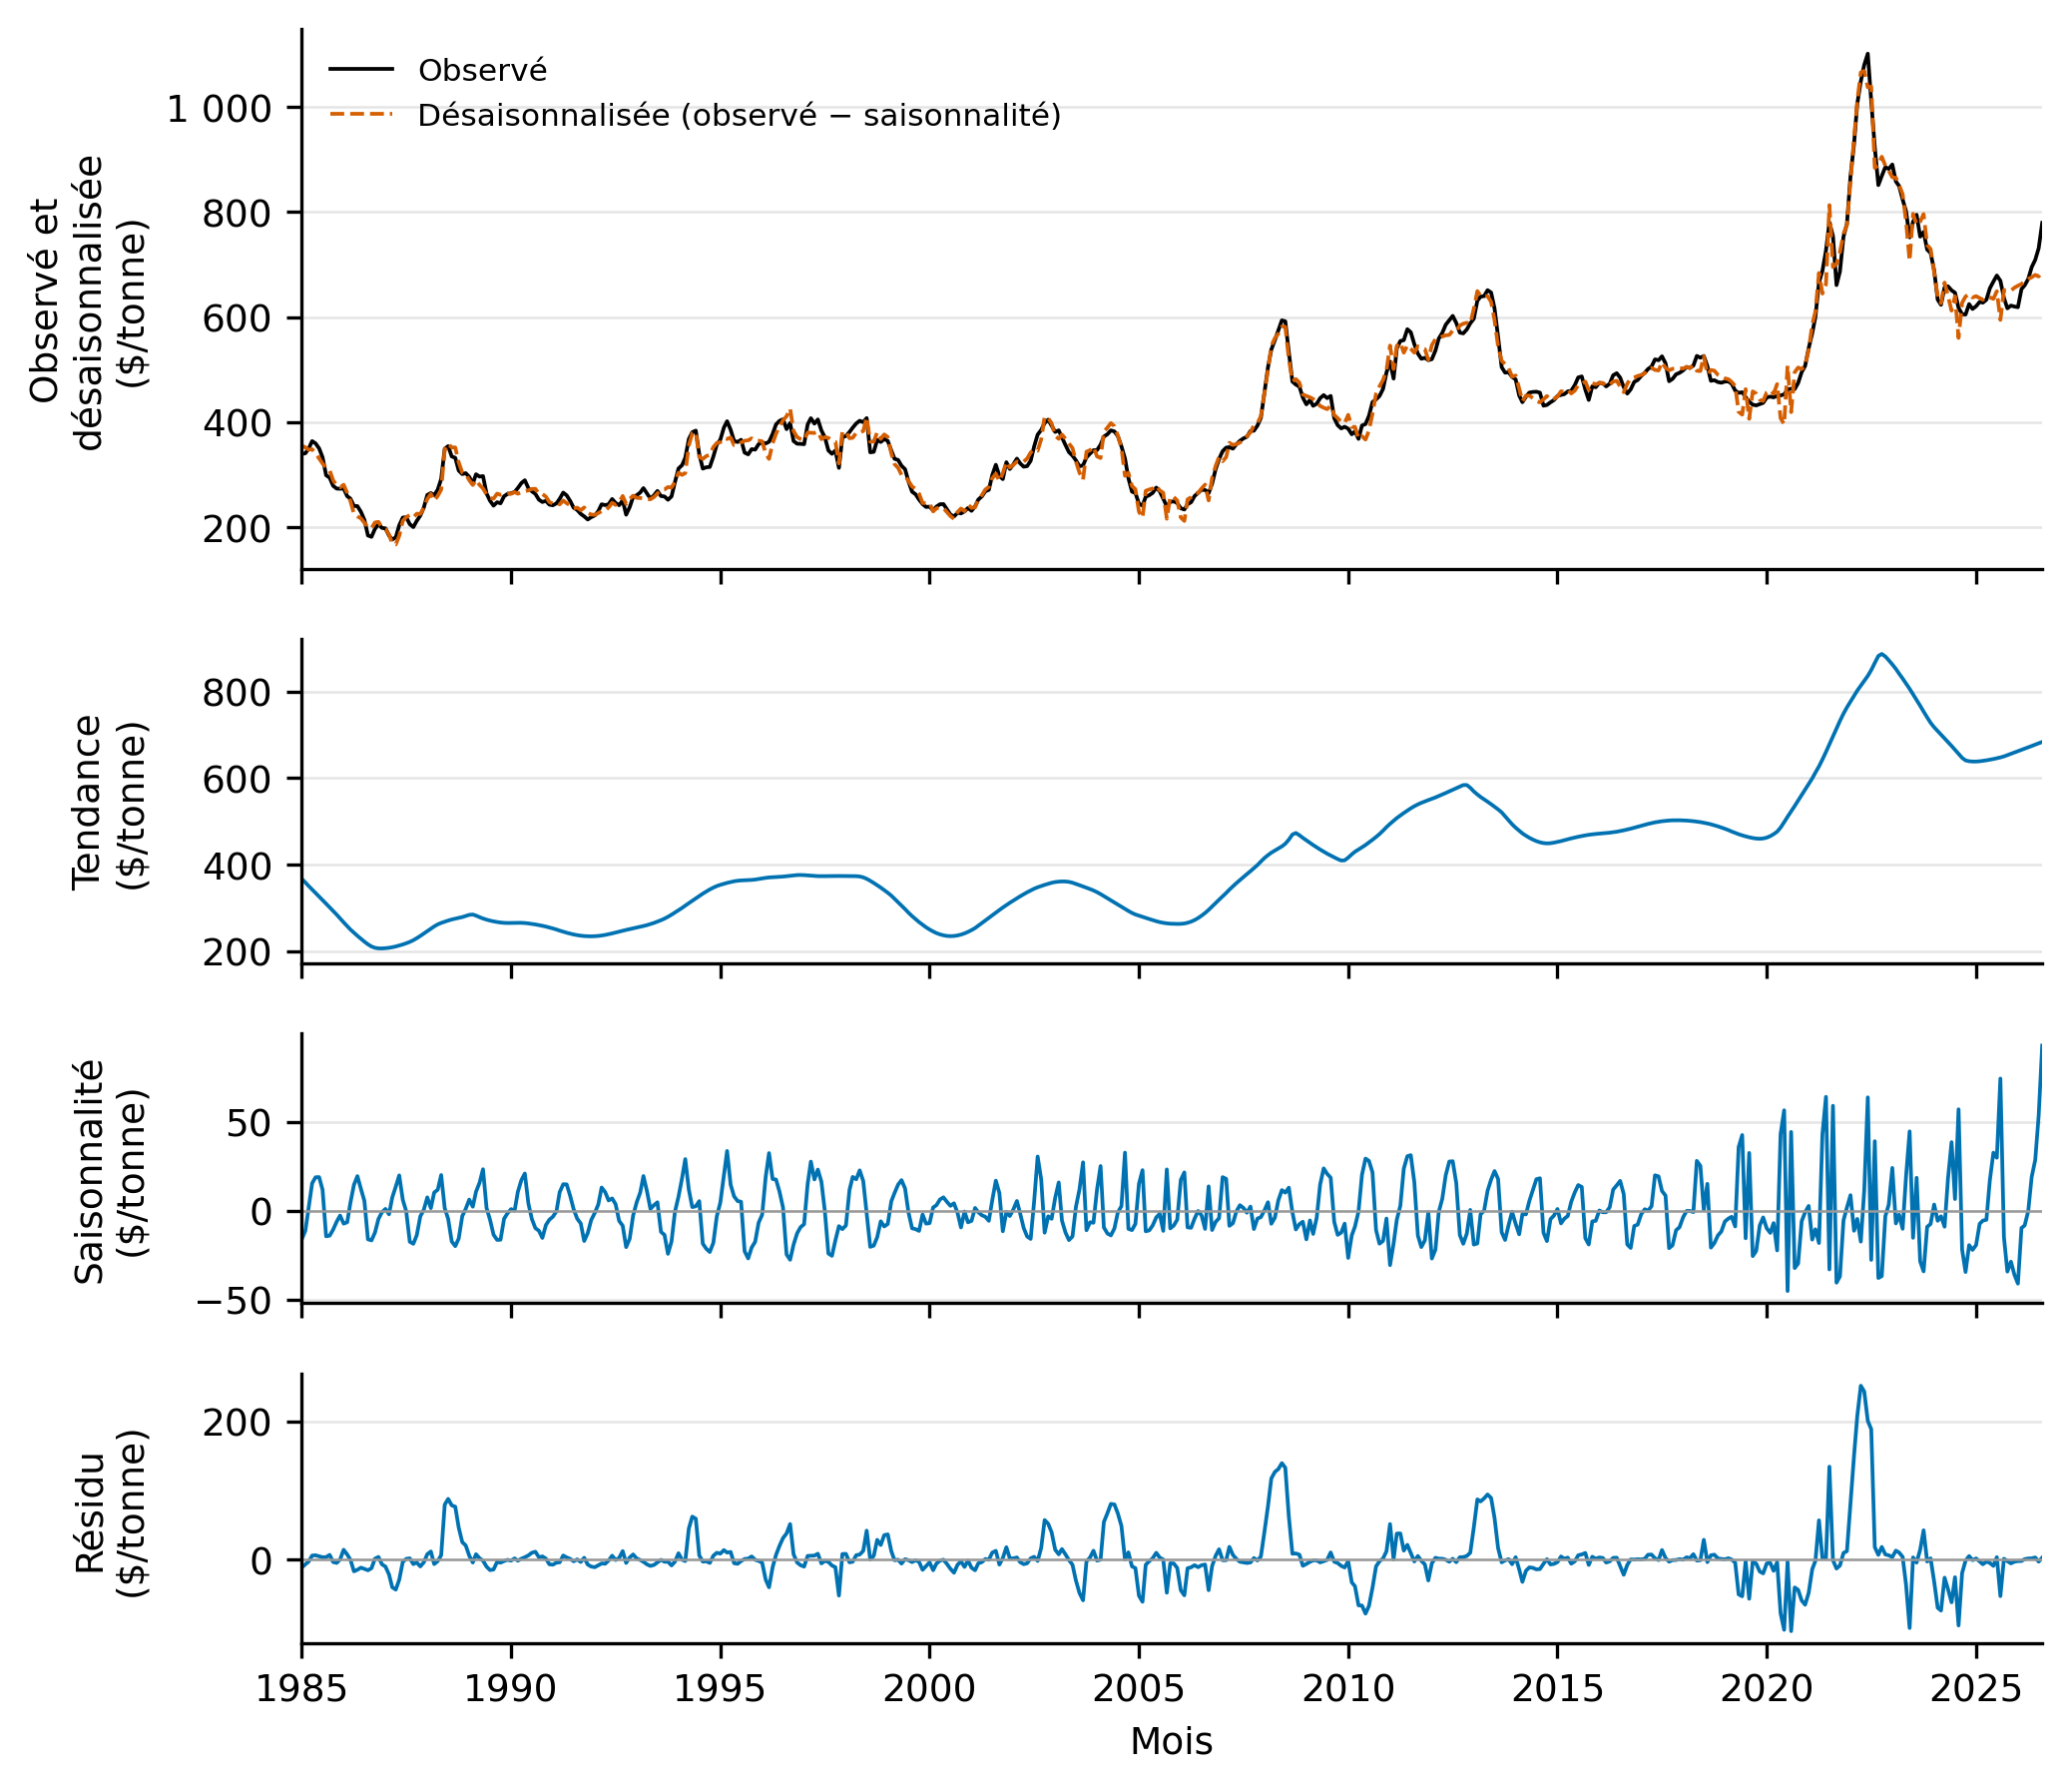 Observé
Désaisonnalisée (observé − saisonnalité)
Observé et
désaisonnalisée
($/tonne)
1 000
800
600
400
200
Tendance
($/tonne)
800
600
400
200
Saisonnalité
($/tonne)
50
0
−50
Résidu
($/tonne)
200
0
1985 1990 1995 2000 2005 2010 2015 2020 2025
Mois